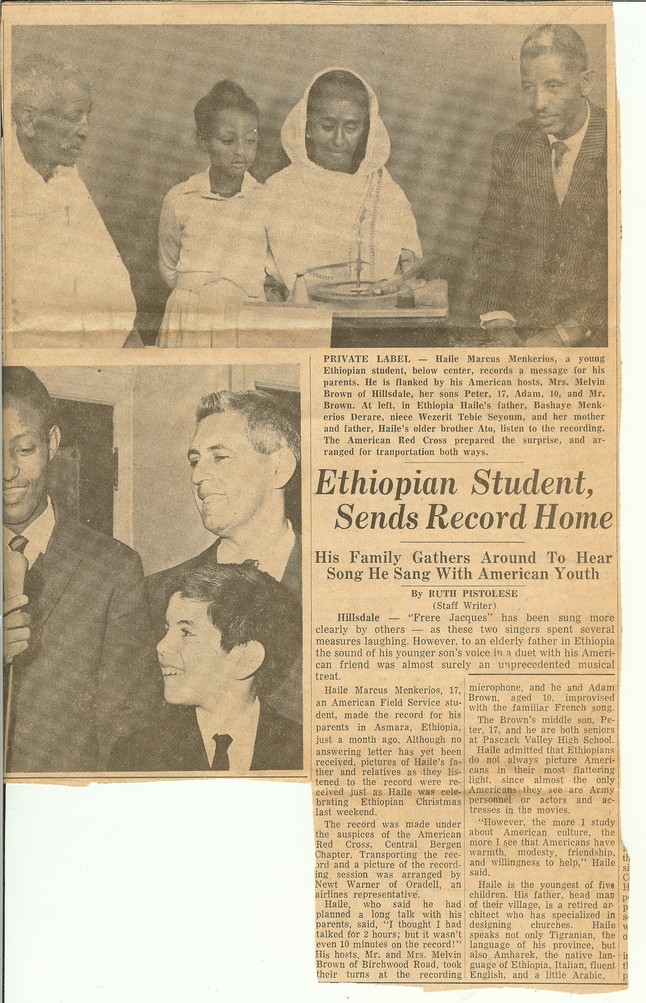 PRIVATE LABEL — Haile Marcus Menkerios, a young
Ethiopian student, below center, records a message for his
parents. He is flanked by his American hosts, Mrs. Melvin
Brown of Hillsdale, her sons Peter, 17, Adam, 10, and Mr.
Brown. At left, in Ethiopia Haile's father, Bashaye Menk-
erios Derare, niece Wezerit Tebie Seyoum, and her mother
and father, Haile's older brother Ato, listen to the recording.
The American Red Cross prepared the surprise, and ar-
ranged for tranportation both ways.
Ethiopian Student,
Sends Record Home
His Family Gathers Around To Hear
Song He Sang With American Youth
By RUTH PISTOLESE
(Staff Writer)
Hillsdale — "Frere Jacques" has been sung more
clearly by others — as these two singers spent several
measures laughing. However, to an elderly father in Ethiopia
the sound of his younger son's voice in a duet with his Ameri-
can friend was almost surely an unprecedented musical
treat.
Haile Marcus Menkerios, 17,
an American Field Service stu-
dent, made the record for his
parents in Asmara, Ethiopia,
just a month ago. Although no
answering letter has yet been
received, pictures of Haile's fa-
ther and relatives as they lis-
tened to the record were re-
ceived just as Haile was cele-
brating Ethiopian Christmas
last weekend.
The record was made under
the auspices of the American
Red Cross, Central Bergen
Chapter. Transporting the rec-
ord and a picture of the record-
ing session was arranged by
Newt Warner of Oradell, an
airlines representative.
Haile, who said he had
planned a long talk with his
parents, said, "I thought I had
talked for 2 hours; but it wasn't
even 10 minutes on the record!"
His hosts, Mr. and Mrs. Melvin
Brown of Birchwood Road, took
their turns at the recording
microphone, and he and Adam
Brown, aged 10, improvised
with the familiar French song.
The Brown's middle son, Pe-
ter, 17, and he are both seniors
at Pascack Valley High School.
Haile admitted that Ethiopians
do not always picture Ameri-
cans in their most flattering
light, since almost the only
Americans they see are Army
personnel or actors and ac-
tresses in the movies.
"However, the more I study
about American culture, the
more I see that Americans have
warmth, modesty, friendship,
and willingness to help," Haile
said.
Haile is the youngest of five
children. His father, head man
of their village, is a retired ar-
chitect who has specialized in
designing churches. Haile
speaks not only Tigranian, the
language of his province, but
also Amharek, the native lan-
guage of Ethiopia, Italian, fluent
English, and a little Arabic.